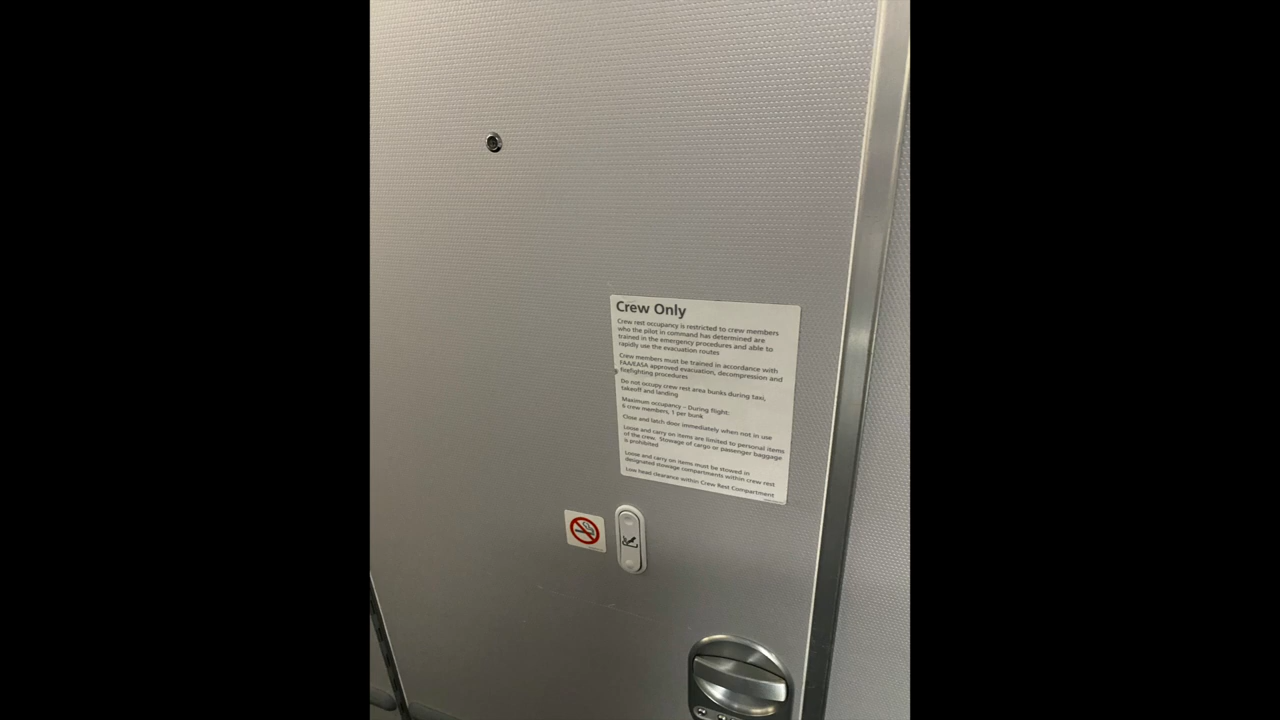 Crew Only
Crew rest occupancy is restricted to crew members
who the pilot in command has determined are
trained in the emergency procedures and able to
rapidly use the evacuation routes
Crew members must be trained in accordance with
FAA/EASA approved evacuation, decompression and
firefighting procedures
Do not occupy crew rest area bunks during taxi,
takeoff and landing
Maximum occupancy – During flight:
6 crew members, 1 per bunk
Close and latch door immediately when not in use
Loose and carry on items are limited to personal items
of the crew. Stowage of cargo or passenger baggage
is prohibited
Loose and carry on items must be stowed in
designated stowage compartments within crew rest
Low head clearance within Crew Rest Compartment